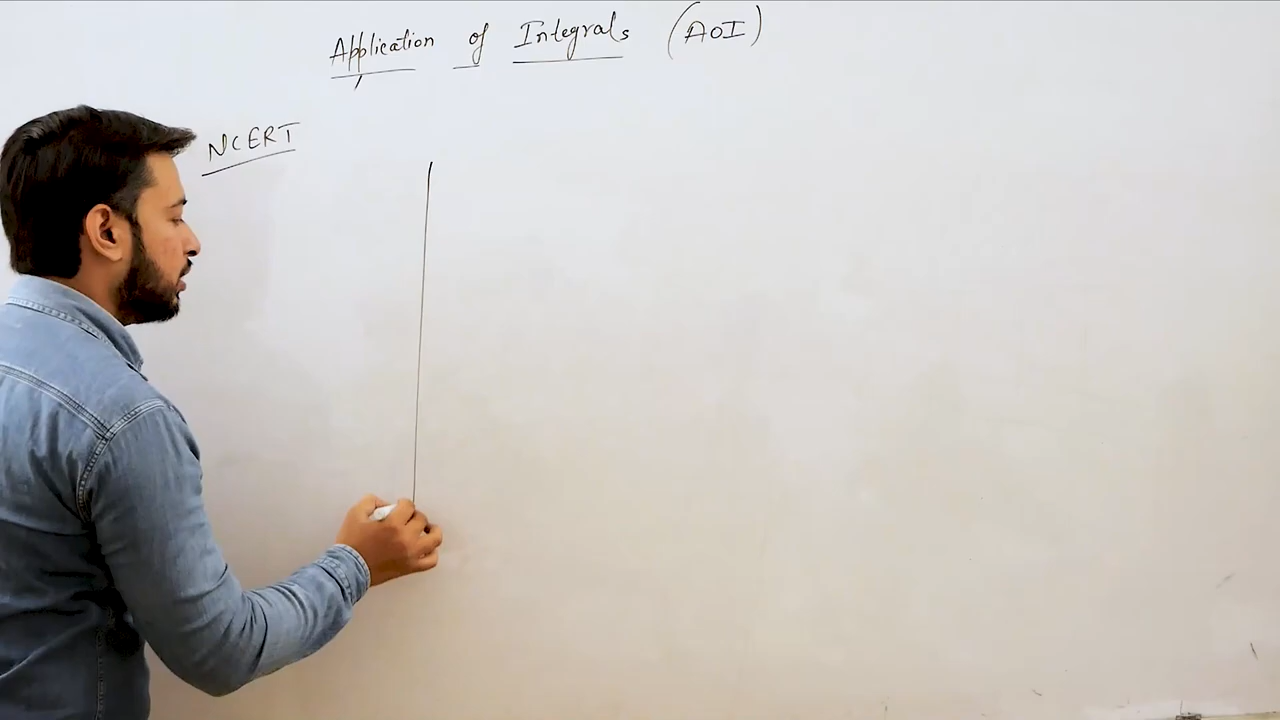 Application of Integrals (AOI)
NCERT